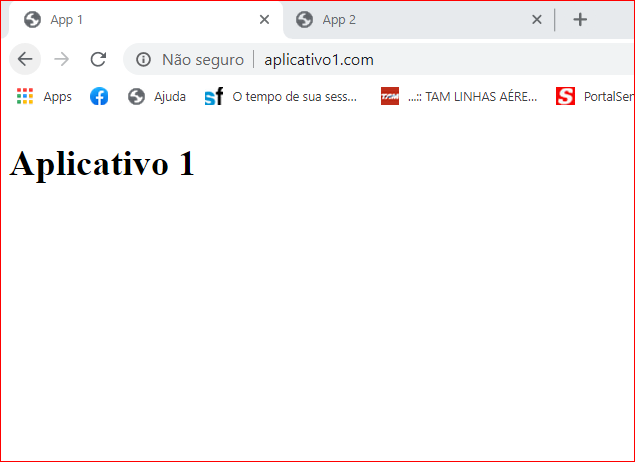 App 1 App 2
Não seguro aplicativo1.com
Apps Ajuda O tempo de sua sess... ...:: TAM LINHAS AÉRE... PortalSer
Aplicativo 1